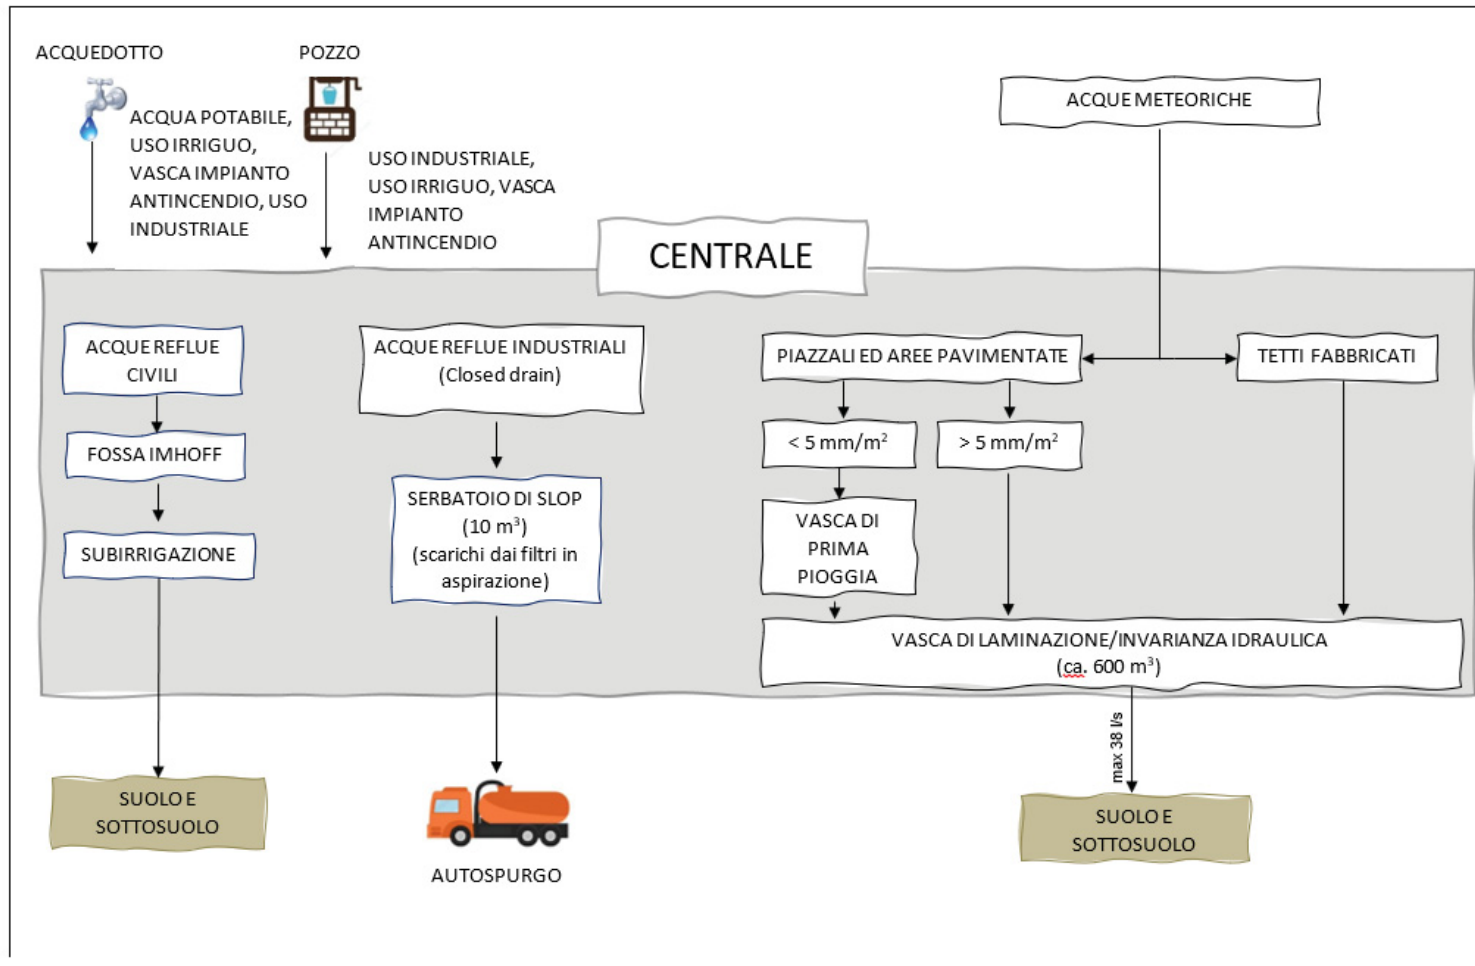 ACQUEDOTTO
ACQUA POTABILE,
USO IRRIGUO,
VASCA IMPIANTO
ANTINCENDIO, USO
INDUSTRIALE
POZZO
USO INDUSTRIALE,
USO IRRIGUO, VASCA
IMPIANTO
ANTINCENDIO
ACQUE METEORICHE
CENTRALE
ACQUE REFLUE
CIVILI
FOSSA IMHOFF
SUBIRRIGAZIONE
SUOLO E
SOTTOSUOLO
ACQUE REFLUE INDUSTRIALI
(Closed drain)
SERBATOIO DI SLOP
(10 m³)
(scarichi dai filtri in
aspirazione)
AUTOSPURGO
PIAZZALI ED AREE PAVIMENTATE
TETTI FABBRICATI
< 5 mm/m²
> 5 mm/m²
VASCA DI
PRIMA
PIOGGIA
VASCA DI LAMINAZIONE/INVARIANZA IDRAULICA
(ca. 600 m³)
max 38 l/s
SUOLO E
SOTTOSUOLO